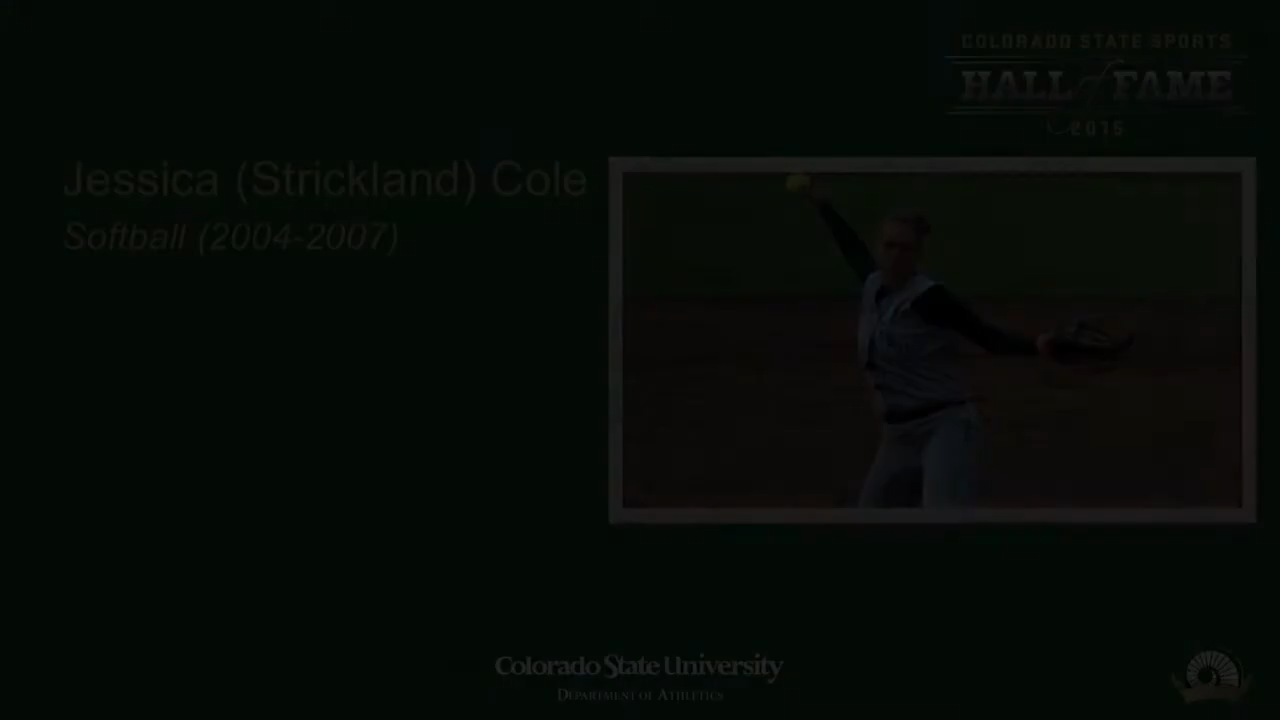 COLORADO STATE SPORTS
HALL of FAME
2015
Jessica (Strickland) Cole
Softball (2004-2007)
Colorado State University
DEPARTMENT OF ATHLETICS